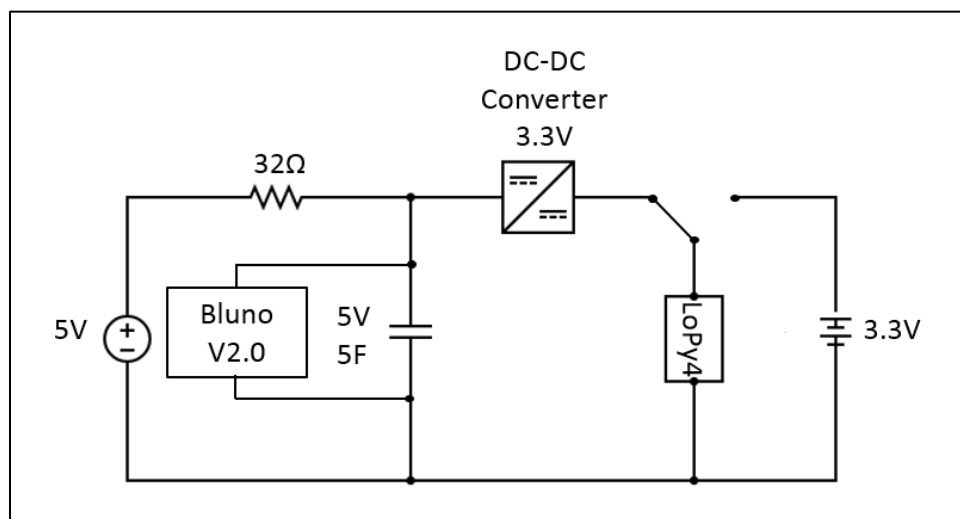 DC-DC
Converter
3.3V
32Ω
5V
+
−
Bluno
V2.0
5V
5F
LoPy4
3.3V